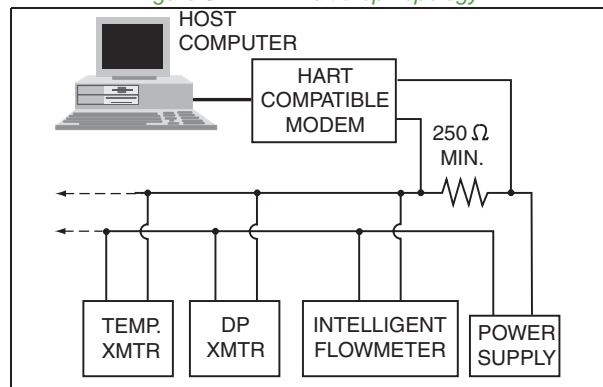 HOST
COMPUTER
HART
COMPATIBLE
MODEM
250 Ω
MIN.
TEMP.
XMTR
DP
XMTR
INTELLIGENT
FLOWMETER
POWER
SUPPLY